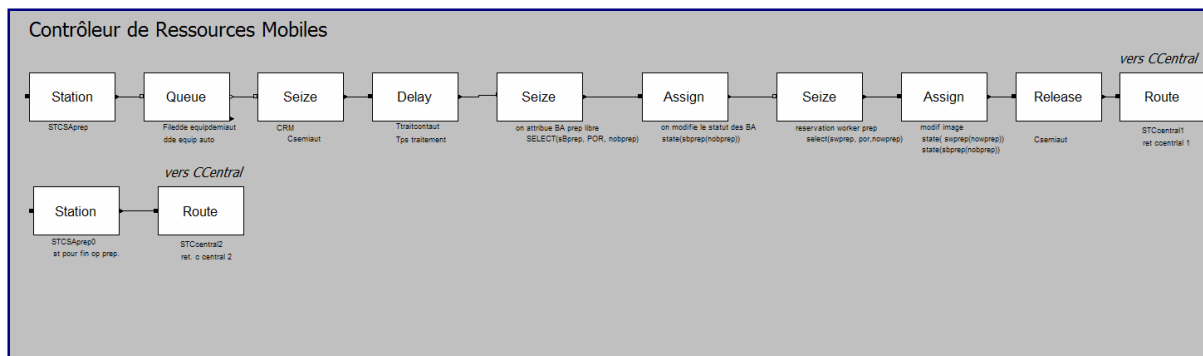 Contrôleur de Ressources Mobiles
vers CCentral
Station
Queue
Seize
Delay
Seize
Assign
Seize
Assign
Release
Route
STCSAprep
Filedde equipdemiaut
dde equip auto
CRM
Csemiaut
Ttraitcontaut
Tps traitement
on attribue BA prep libre
SELECT(sBprep, POR, nobprep)
on modifie le statut des BA
state(sbprep(nobprep))
reservation worker prep
select(swprep, por,nowprep)
modif image
state( swprep(nowprep))
state(sbprep(nobprep))
Csemiaut
STCcentral1
ret ccentrlal 1
vers CCentral
Station
Route
STCSAprep0
st pour fin op prep.
STCcentral2
ret. c central 2